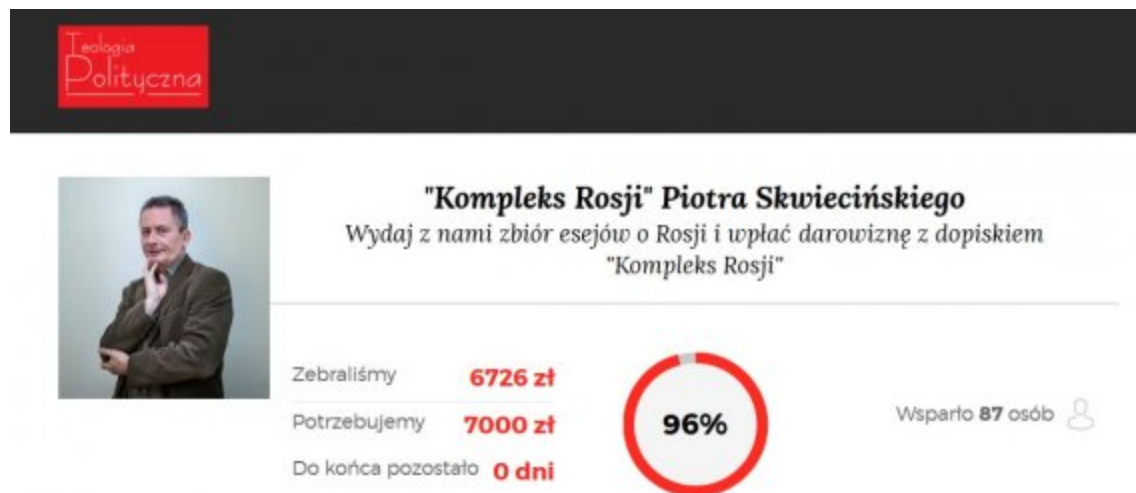 Teologia
Polityczna
"Kompleks Rosji" Piotra Skwiecińskiego
Wydaj z nami zbiór esejów o Rosji i wpłać darowiznę z dopiskiem
"Kompleks Rosji"
Zebraliśmy 6726 zł
Potrzebujemy 7000 zł
Do końca pozostało 0 dni
96%
Wsparło 87 osób